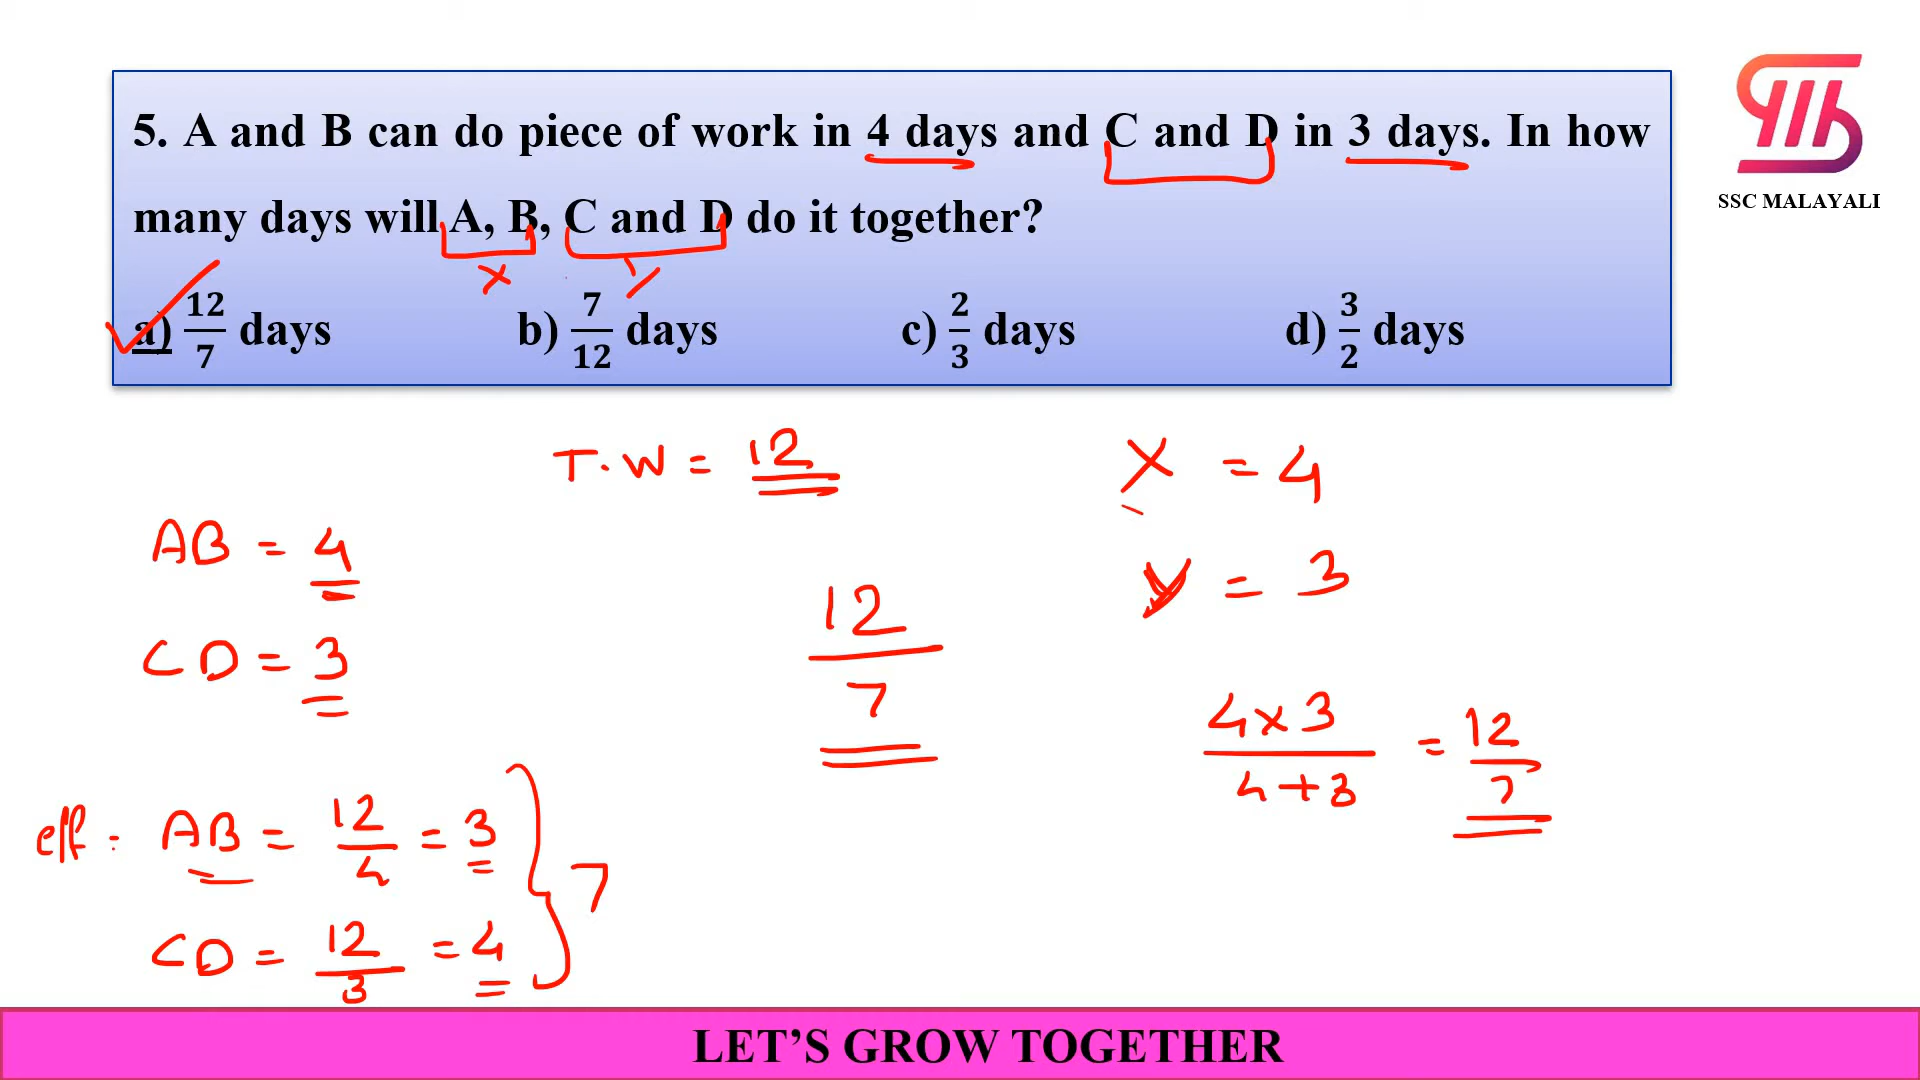 5. A and B can do piece of work in 4 days and C and D in 3 days. In how
many days will A, B, C and D do it together?
x y
a) 12/7 days b) 7/12 days c) 2/3 days d) 3/2 days
SSC MALAYALI
T.W = 12
AB = 4
CD = 3
eff: AB = 12/4 = 3
CD = 12/3 = 4
7
12/7
X = 4
y = 3
4x3/4+3 = 12/7
LET’S GROW TOGETHER